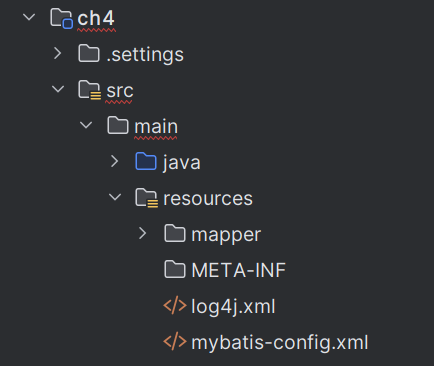 ch4
.settings
src
main
java
resources
mapper
META-INF
log4j.xml
mybatis-config.xml